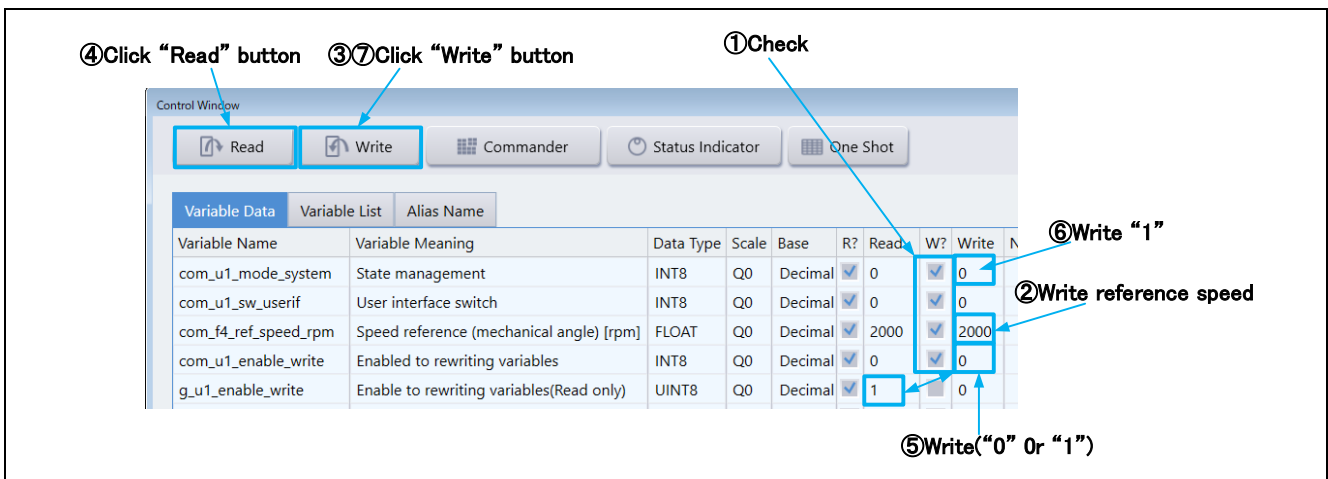 ④Click “Read” button ③⑦Click “Write” button ①Check
Control Window
Read Write Commander Status Indicator One Shot
Variable Data Variable List Alias Name
Variable Name Variable Meaning Data Type Scale Base R? Read W? Write N
com_u1_mode_system State management INT8 Q0 Decimal 0 0
com_u1_sw_userif User interface switch INT8 Q0 Decimal 0 0
com_f4_ref_speed_rpm Speed reference (mechanical angle) [rpm] FLOAT Q0 Decimal 2000 2000
com_u1_enable_write Enabled to rewriting variables INT8 Q0 Decimal 0 0
g_u1_enable_write Enable to rewriting variables(Read only) UINT8 Q0 Decimal 1 0
⑥Write “1”
②Write reference speed
⑤Write(“0” 0r “1”)